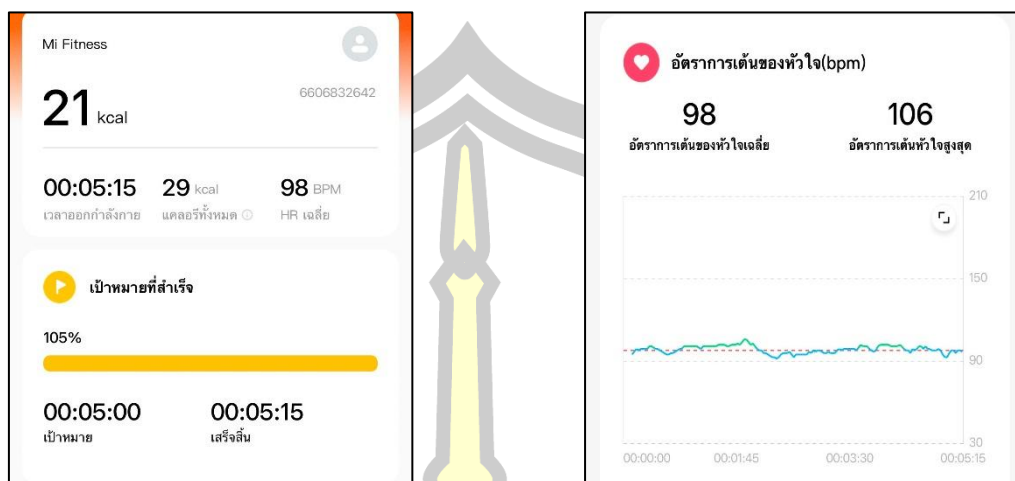 Mi Fitness
21 kcal
6606832642
00:05:15 29 kcal 98 BPM
เวลาออกกำลังกาย แคลอรีทั้งหมด HR เฉลี่ย
เป้าหมายที่สำเร็จ
105%
00:05:00 00:05:15
เป้าหมาย เสร็จสิ้น
อัตราการเต้นของหัวใจ(bpm)
98 106
อัตราการเต้นของหัวใจเฉลี่ย อัตราการเต้นหัวใจสูงสุด
210
150
90
30
00:00:00 00:01:45 00:03:30 00:05:15